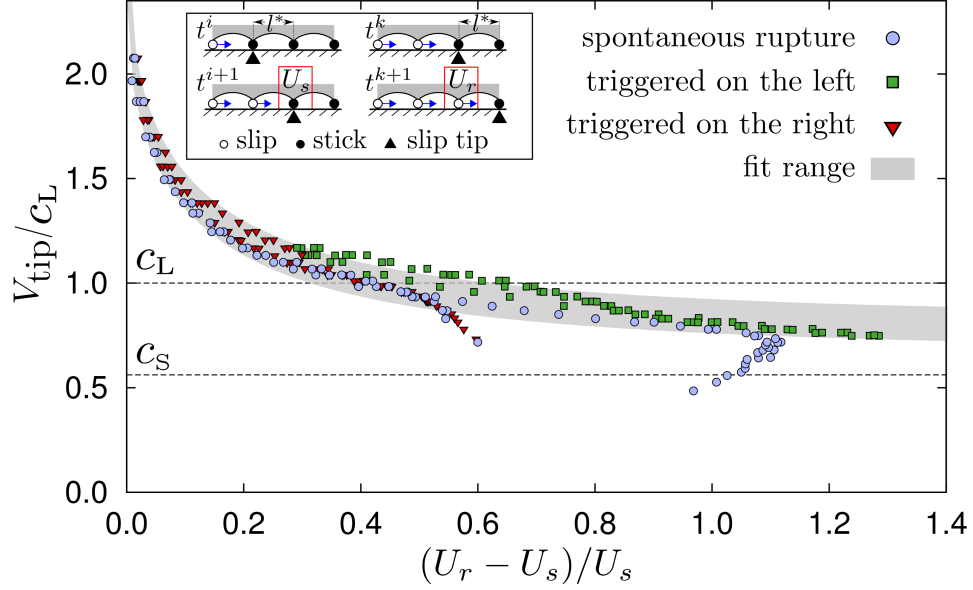 spontaneous rupture
triggered on the left
triggered on the right
fit range
t^i
l*
t^k
l*
t^{i+1}
U_s
t^{k+1}
U_r
slip
stick
slip tip
V_tip/c_L
2.0
1.5
1.0
0.5
0.0
c_L
c_S
0.0 0.2 0.4 0.6 0.8 1.0 1.2 1.4
(U_r − U_s)/U_s